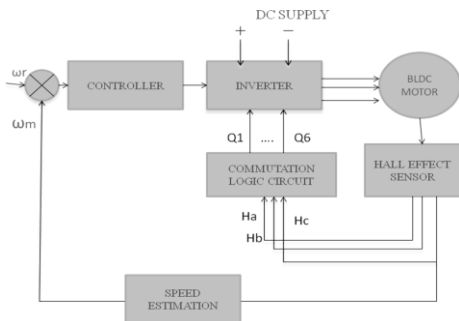 DC SUPPLY
+ −
ωr
CONTROLLER
INVERTER
BLDC
MOTOR
ωm
Q1 .... Q6
COMMUTATION
LOGIC CIRCUIT
HALL EFFECT
SENSOR
Ha
Hb
Hc
SPEED
ESTIMATION